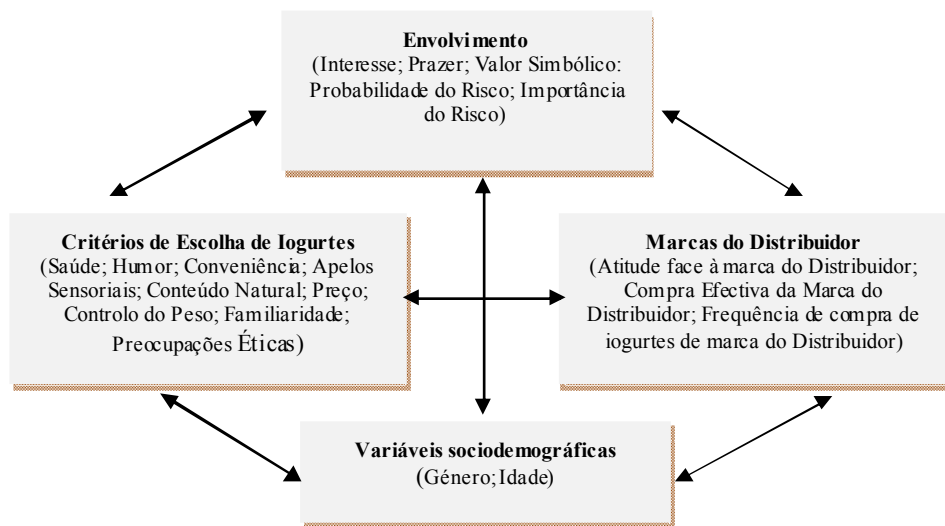 Envolvimento
(Interesse; Prazer; Valor Simbólico:
Probabilidade do Risco; Importância
do Risco)
Critérios de Escolha de Iogurtes
(Saúde; Humor; Conveniência; Apelos
Sensoriais; Conteúdo Natural; Preço;
Controlo do Peso; Familiaridade;
Preocupações Éticas)
Marcas do Distribuidor
(Atitude face à marca do Distribuidor;
Compra Efectiva da Marca do
Distribuidor; Frequência de compra de
iogurtes de marca do Distribuidor)
Variáveis sociodemográficas
(Género; Idade)